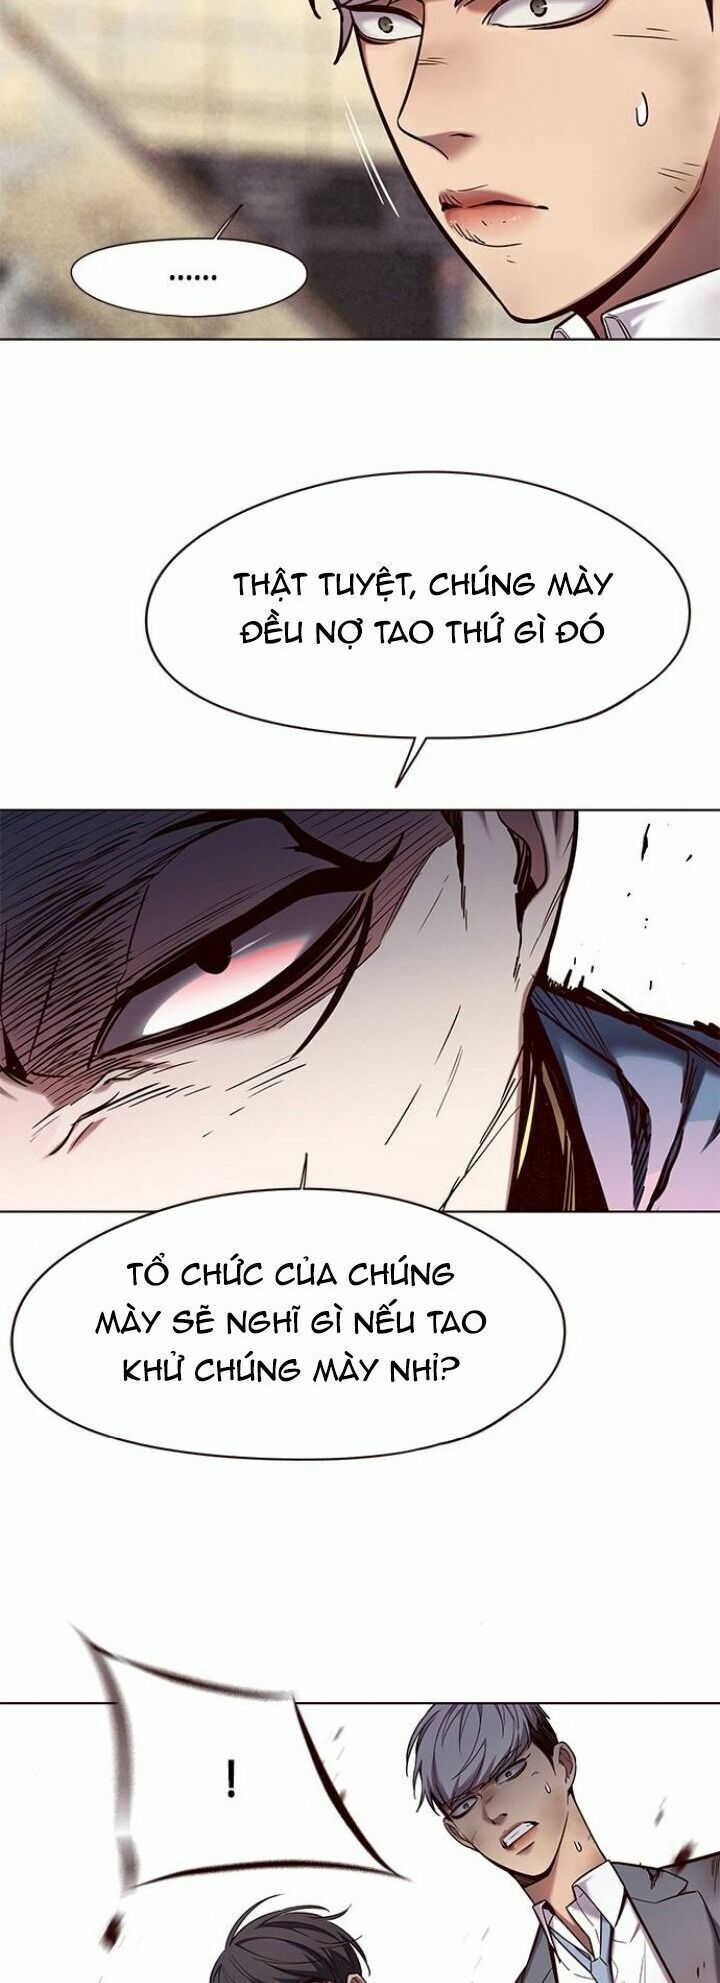 ......
THẬT TUYỆT, CHÚNG MÀY
ĐỀU NỢ TAO THỨ GÌ ĐÓ
TỔ CHỨC CỦA CHÚNG
MÀY SẼ NGHĨ GÌ NẾU TAO
KHỬ CHÚNG MÀY NHỈ?
!